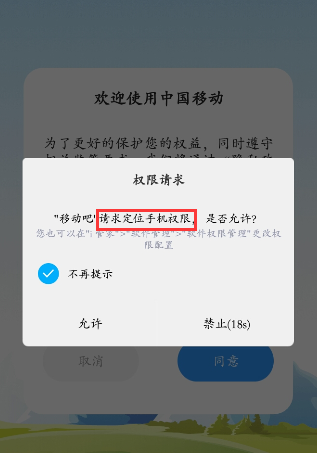 欢迎使用中国移动
为了更好的保护您的权益，同时遵守
权限请求
"移动吧"请求定位手机权限，是否允许?
您也可以在"i 管家">"软件管理">"软件权限管理"更改权
限配置
不再提示
允许 禁止(18s)
取消 同意